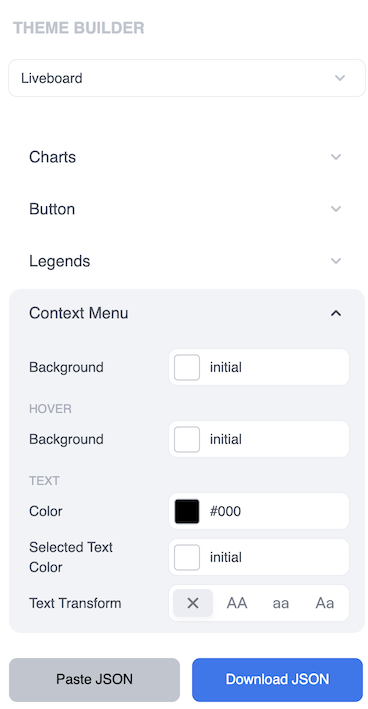 THEME BUILDER
Liveboard
Charts
Button
Legends
Context Menu
Background initial
HOVER
Background initial
TEXT
Color #000
Selected Text
Color
initial
Text Transform AA aa Aa
Paste JSON Download JSON